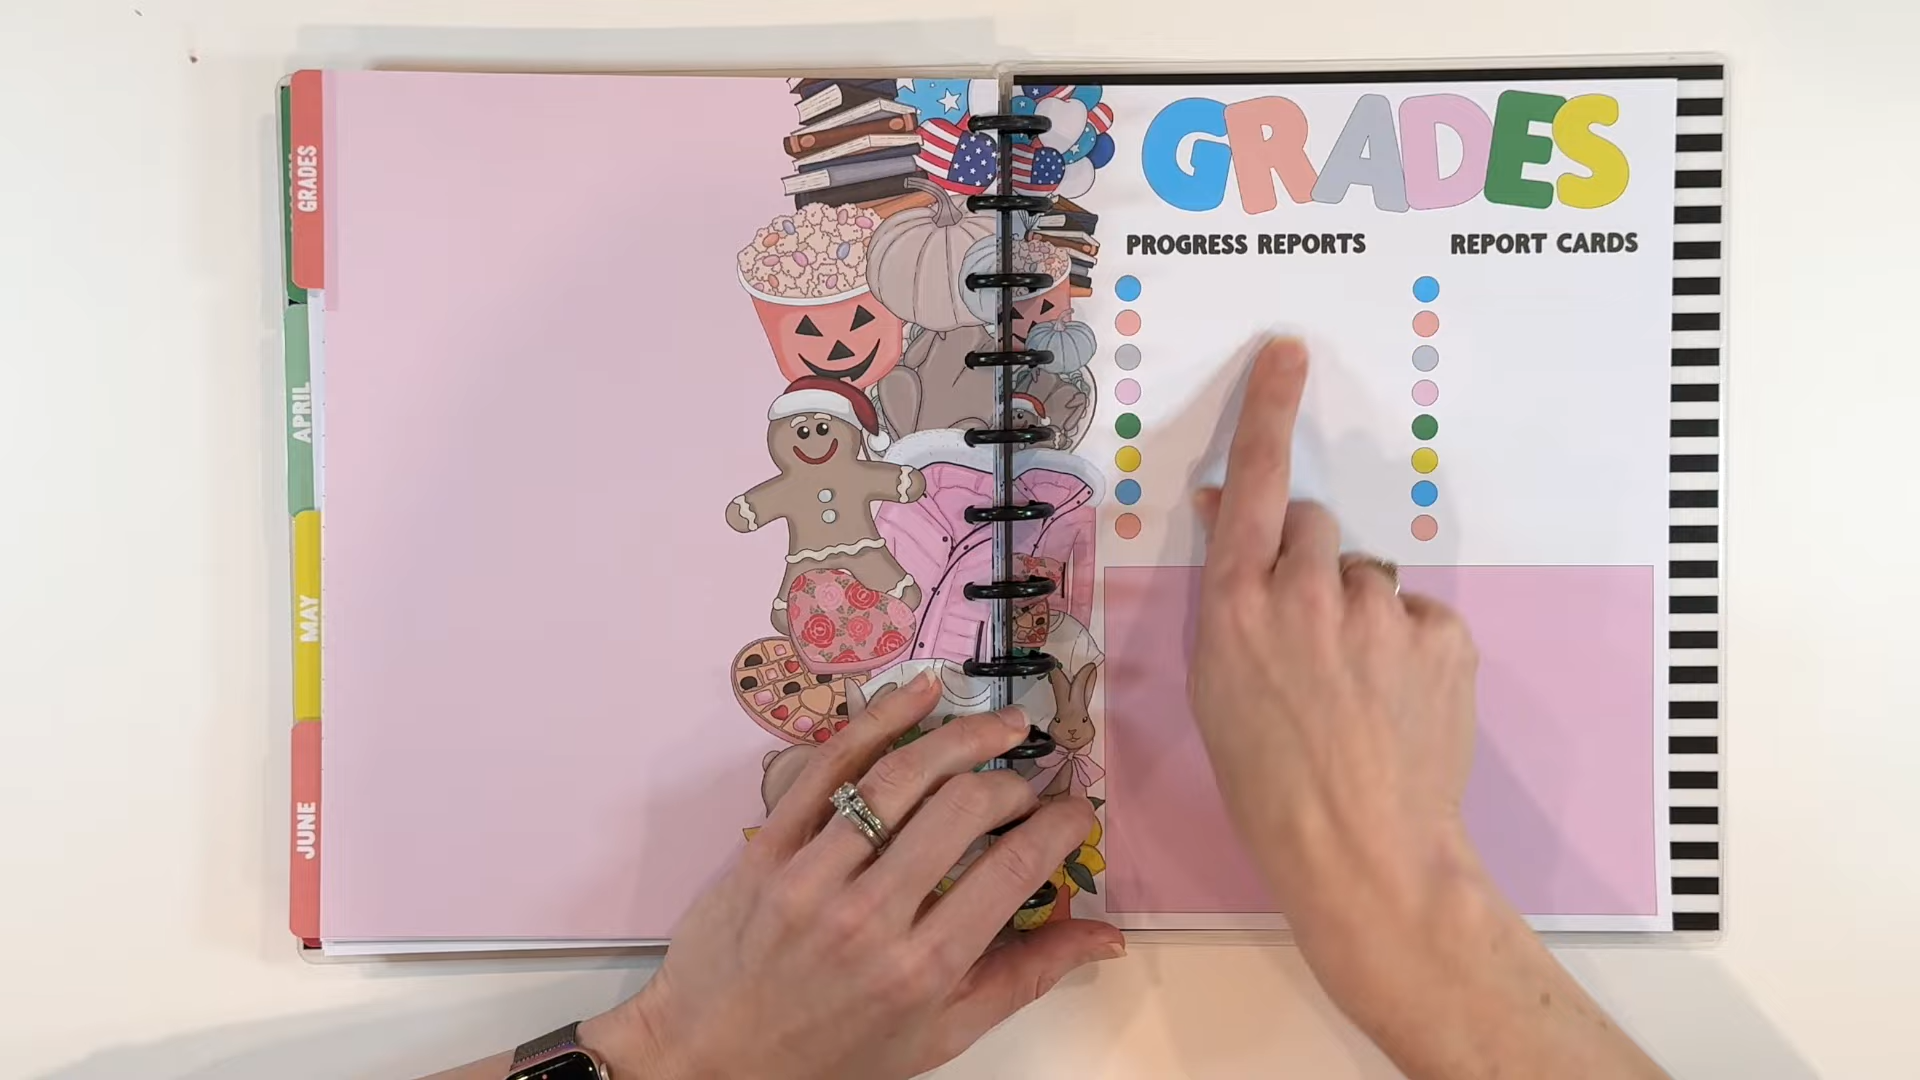 GRADES
APRIL
MAY
JUNE
GRADES
PROGRESS REPORTS
REPORT CARDS